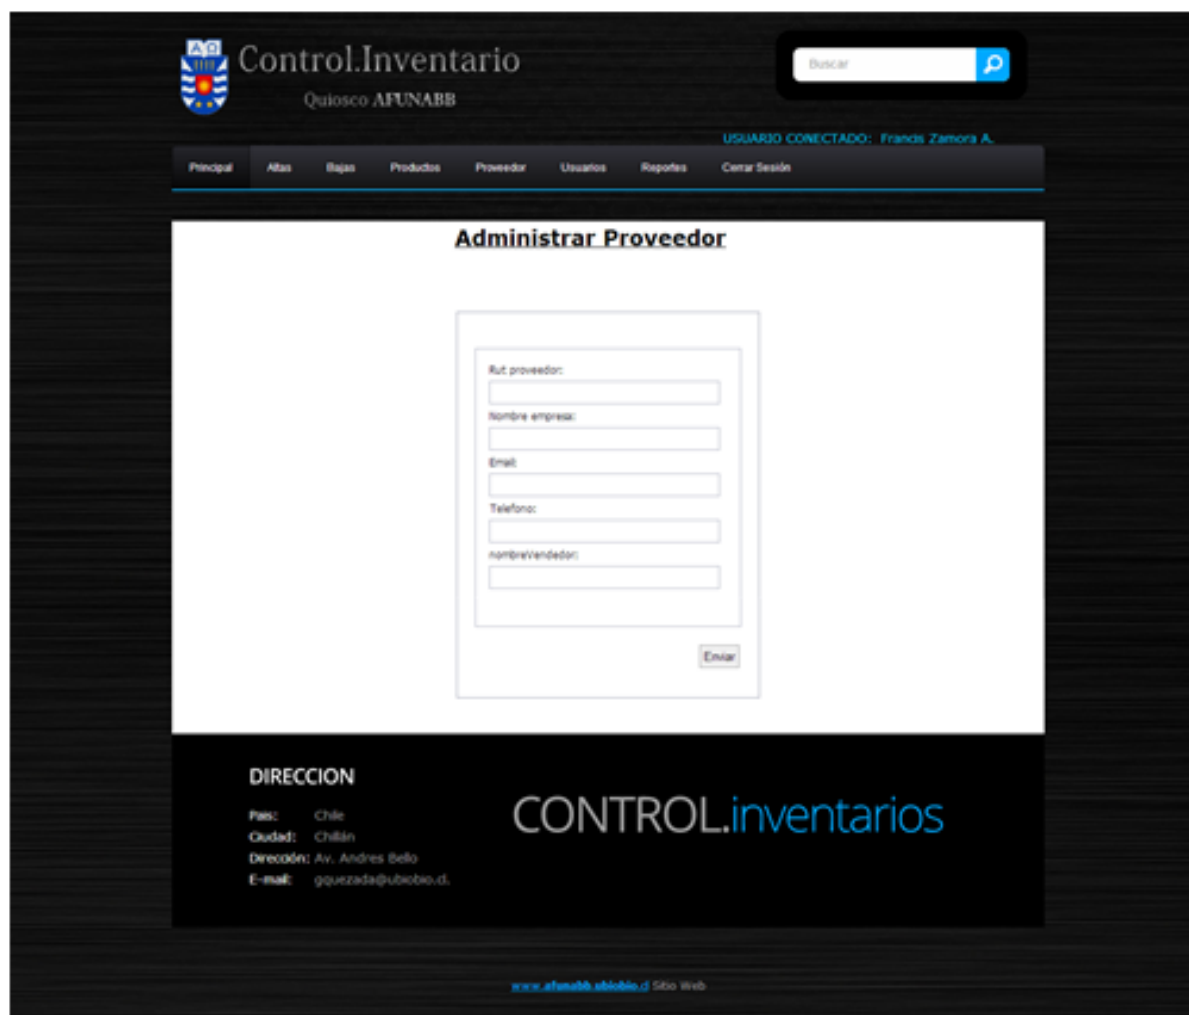 Control.Inventario
Quiosco AFUNABB
Buscar
USUARIO CONECTADO: Francis Zamora A.
Principal Altas Bajas Productos Proveedor Usuarios Reportes Cerrar Sesión
Administrar Proveedor
Rut proveedor:
Nombre empresa:
Email:
Telefono:
nombreVendedor:
Enviar
DIRECCION
Pais: Chile
Ciudad: Chillán
Dirección: Av. Andres Bello
E-mail: gquezada@ubiobio.cl.
CONTROL.inventarios
www.afunabb.ubiobio.cl Sitio Web